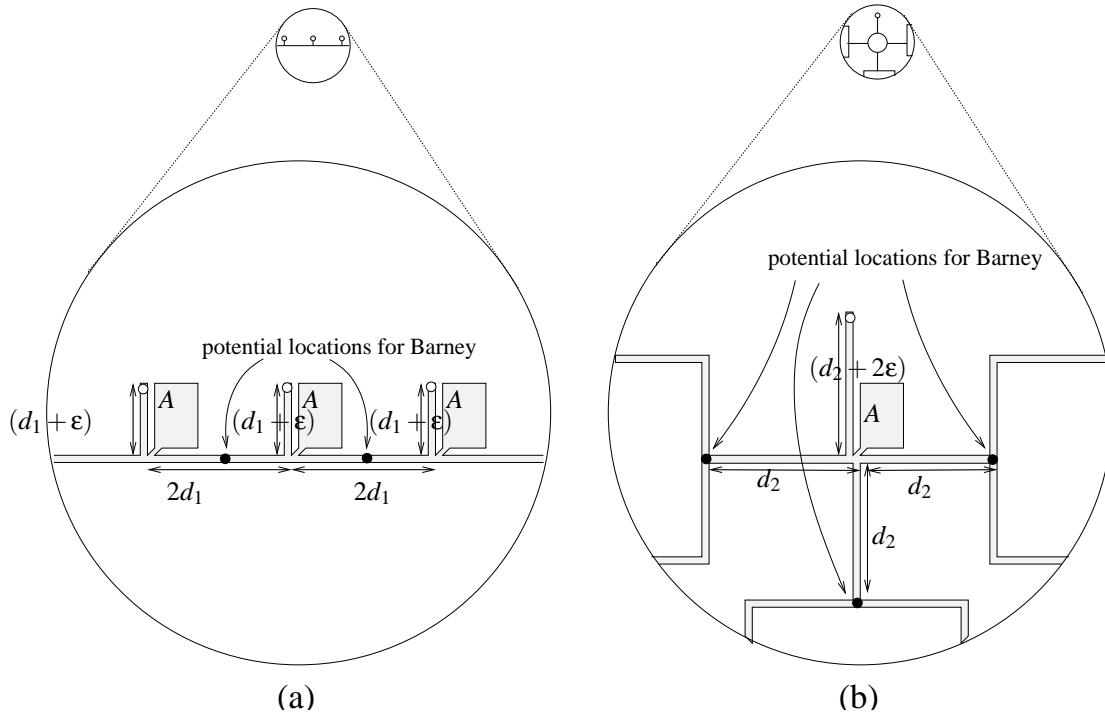 potential locations for Barney
A
A
A
(d₁ + ε)
(d₁ + ε)
(d₁ + ε)
2d₁
2d₁
(a)
potential locations for Barney
(d₂ + 2ε)
A
d₂
d₂
d₂
(b)